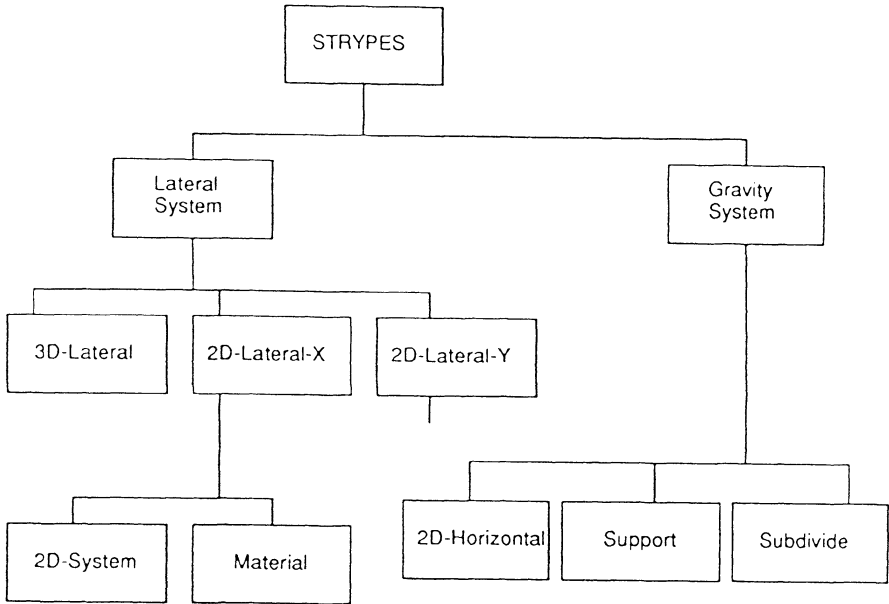 STRYPES
Lateral
System
Gravity
System
3D-Lateral
2D-Lateral-X
2D-Lateral-Y
2D-System
Material
2D-Horizontal
Support
Subdivide